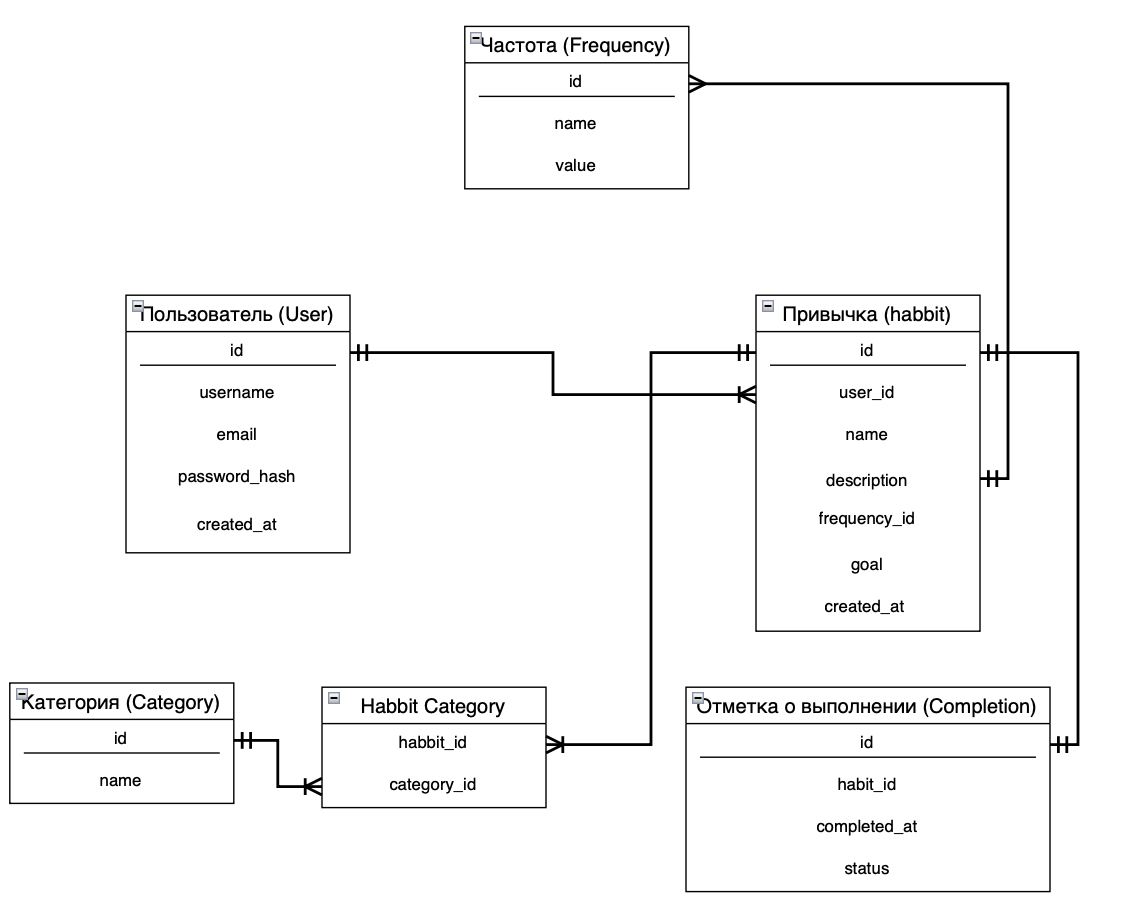 Частота (Frequency)
id
name
value
Пользователь (User)
id
username
email
password_hash
created_at
Привычка (habbit)
id
user_id
name
description
frequency_id
goal
created_at
Категория (Category)
id
name
Habbit Category
habbit_id
category_id
Отметка о выполнении (Completion)
id
habit_id
completed_at
status